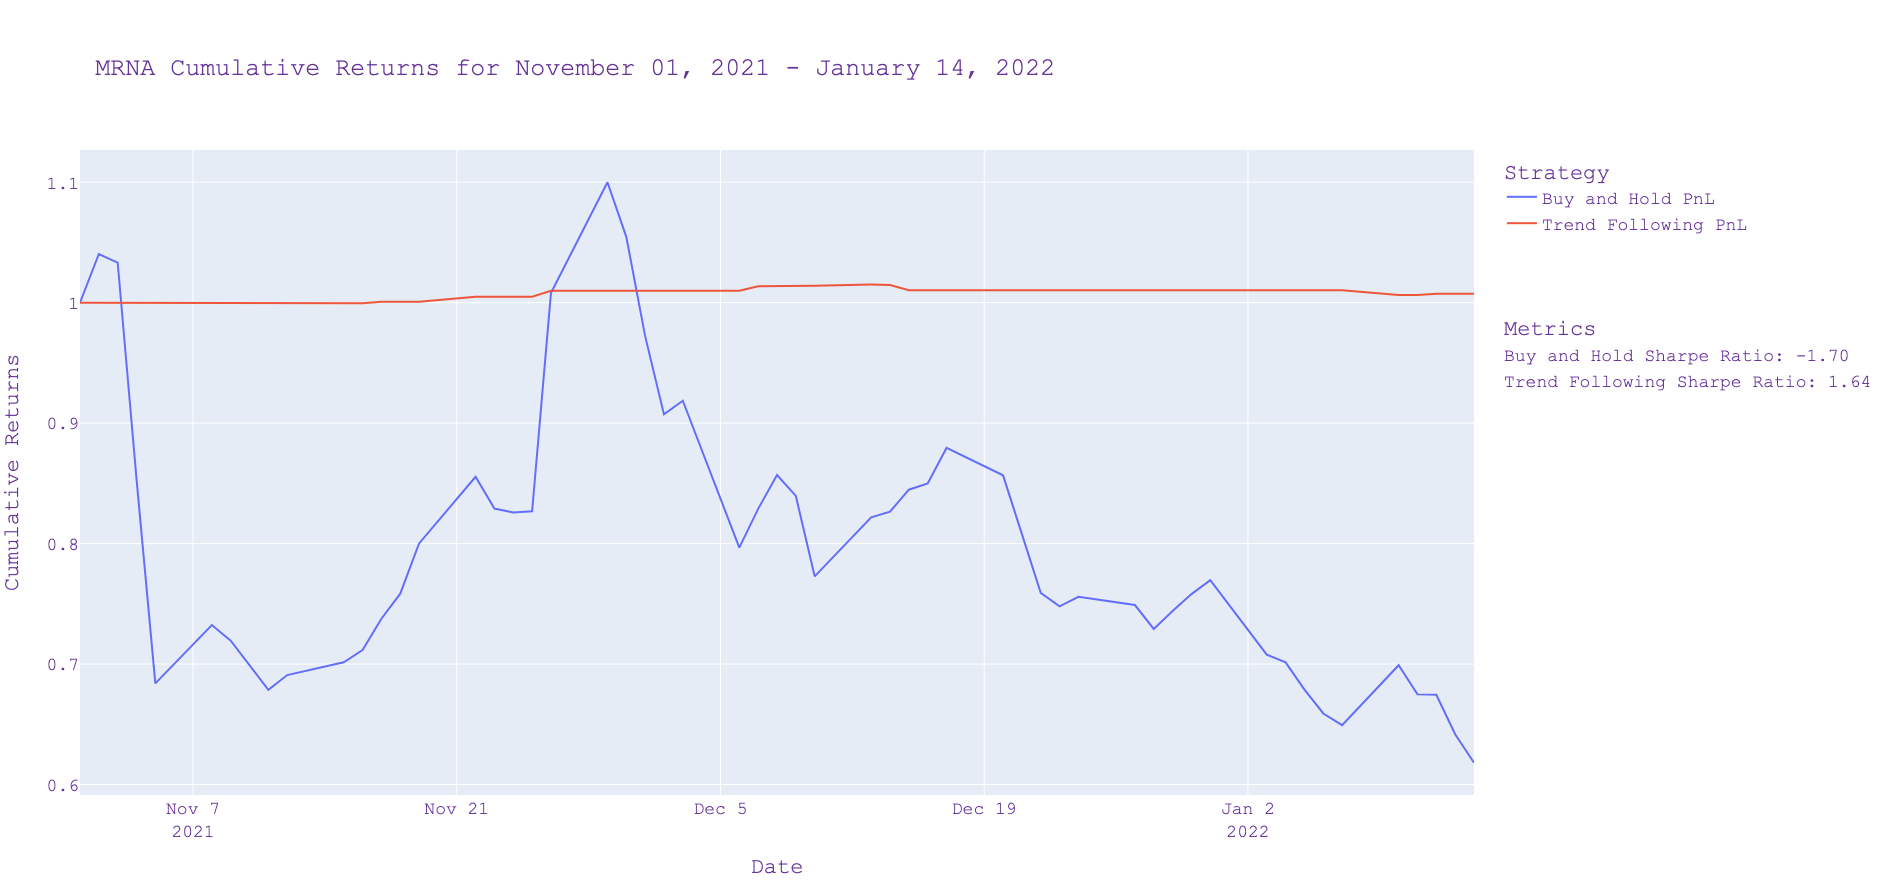 MRNA Cumulative Returns for November 01, 2021 - January 14, 2022
Cumulative Returns
1.1
1
0.9
0.8
0.7
0.6
Nov 7
2021
Nov 21
Dec 5
Dec 19
Jan 2
2022
Date
Strategy
Buy and Hold PnL
Trend Following PnL
Metrics
Buy and Hold Sharpe Ratio: -1.70
Trend Following Sharpe Ratio: 1.64